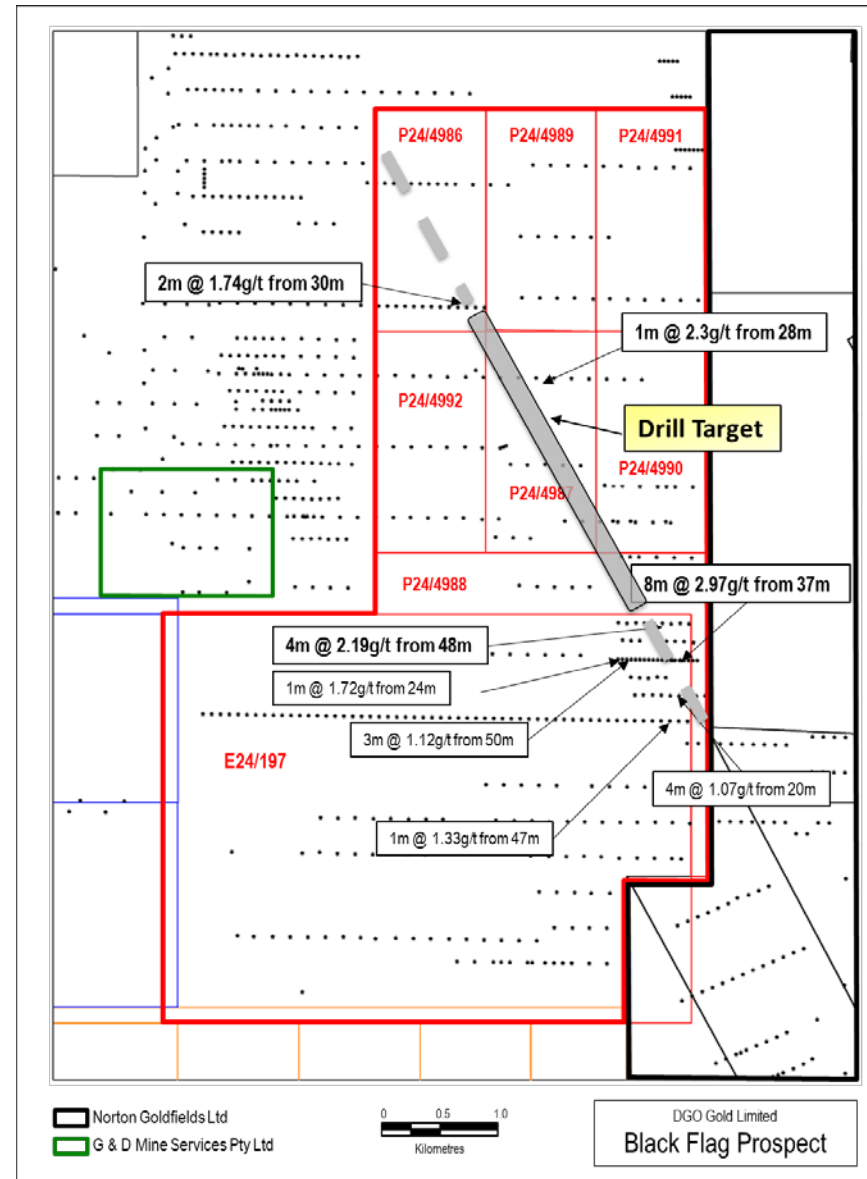 P24/4986
P24/4989
P24/4991
2m @ 1.74g/t from 30m
1m @ 2.3g/t from 28m
P24/4992
Drill Target
P24/4990
P24/4987
P24/4988
8m @ 2.97g/t from 37m
4m @ 2.19g/t from 48m
1m @ 1.72g/t from 24m
3m @ 1.12g/t from 50m
E24/197
4m @ 1.07g/t from 20m
1m @ 1.33g/t from 47m
Norton Goldfields Ltd
G & D Mine Services Pty Ltd
0 0.5 1.0
Kilometres
DGO Gold Limited
Black Flag Prospect